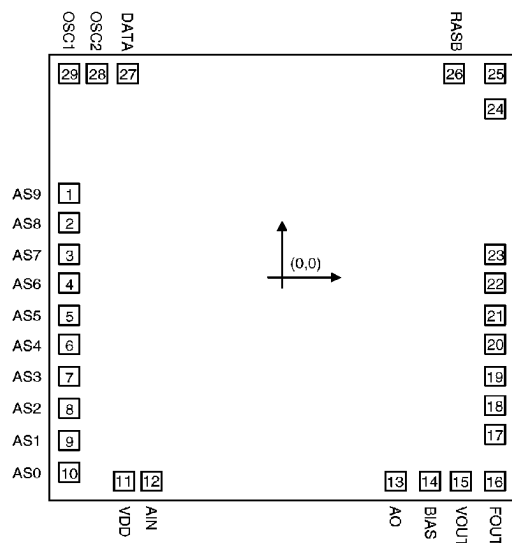 OSC1 OSC2 DATA RASB
29 28 27 26 25
24
AS9 1
AS8 2
(0,0)
AS7 3 23
AS6 4 22
AS5 5 21
AS4 6 20
AS3 7 19
AS2 8 18
AS1 9 17
AS0 10 11 12 13 14 15 16
VDD AIN AO BIAS VOUT FOUT